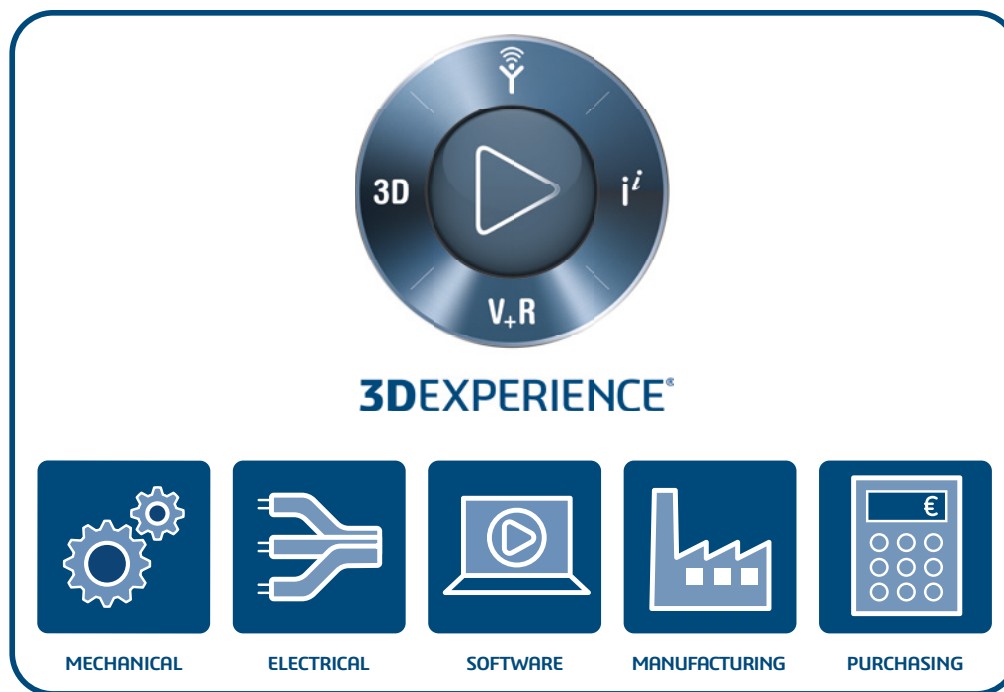 3D
iⁱ
V₊R
3DEXPERIENCE®
€
MECHANICAL
ELECTRICAL
SOFTWARE
MANUFACTURING
PURCHASING